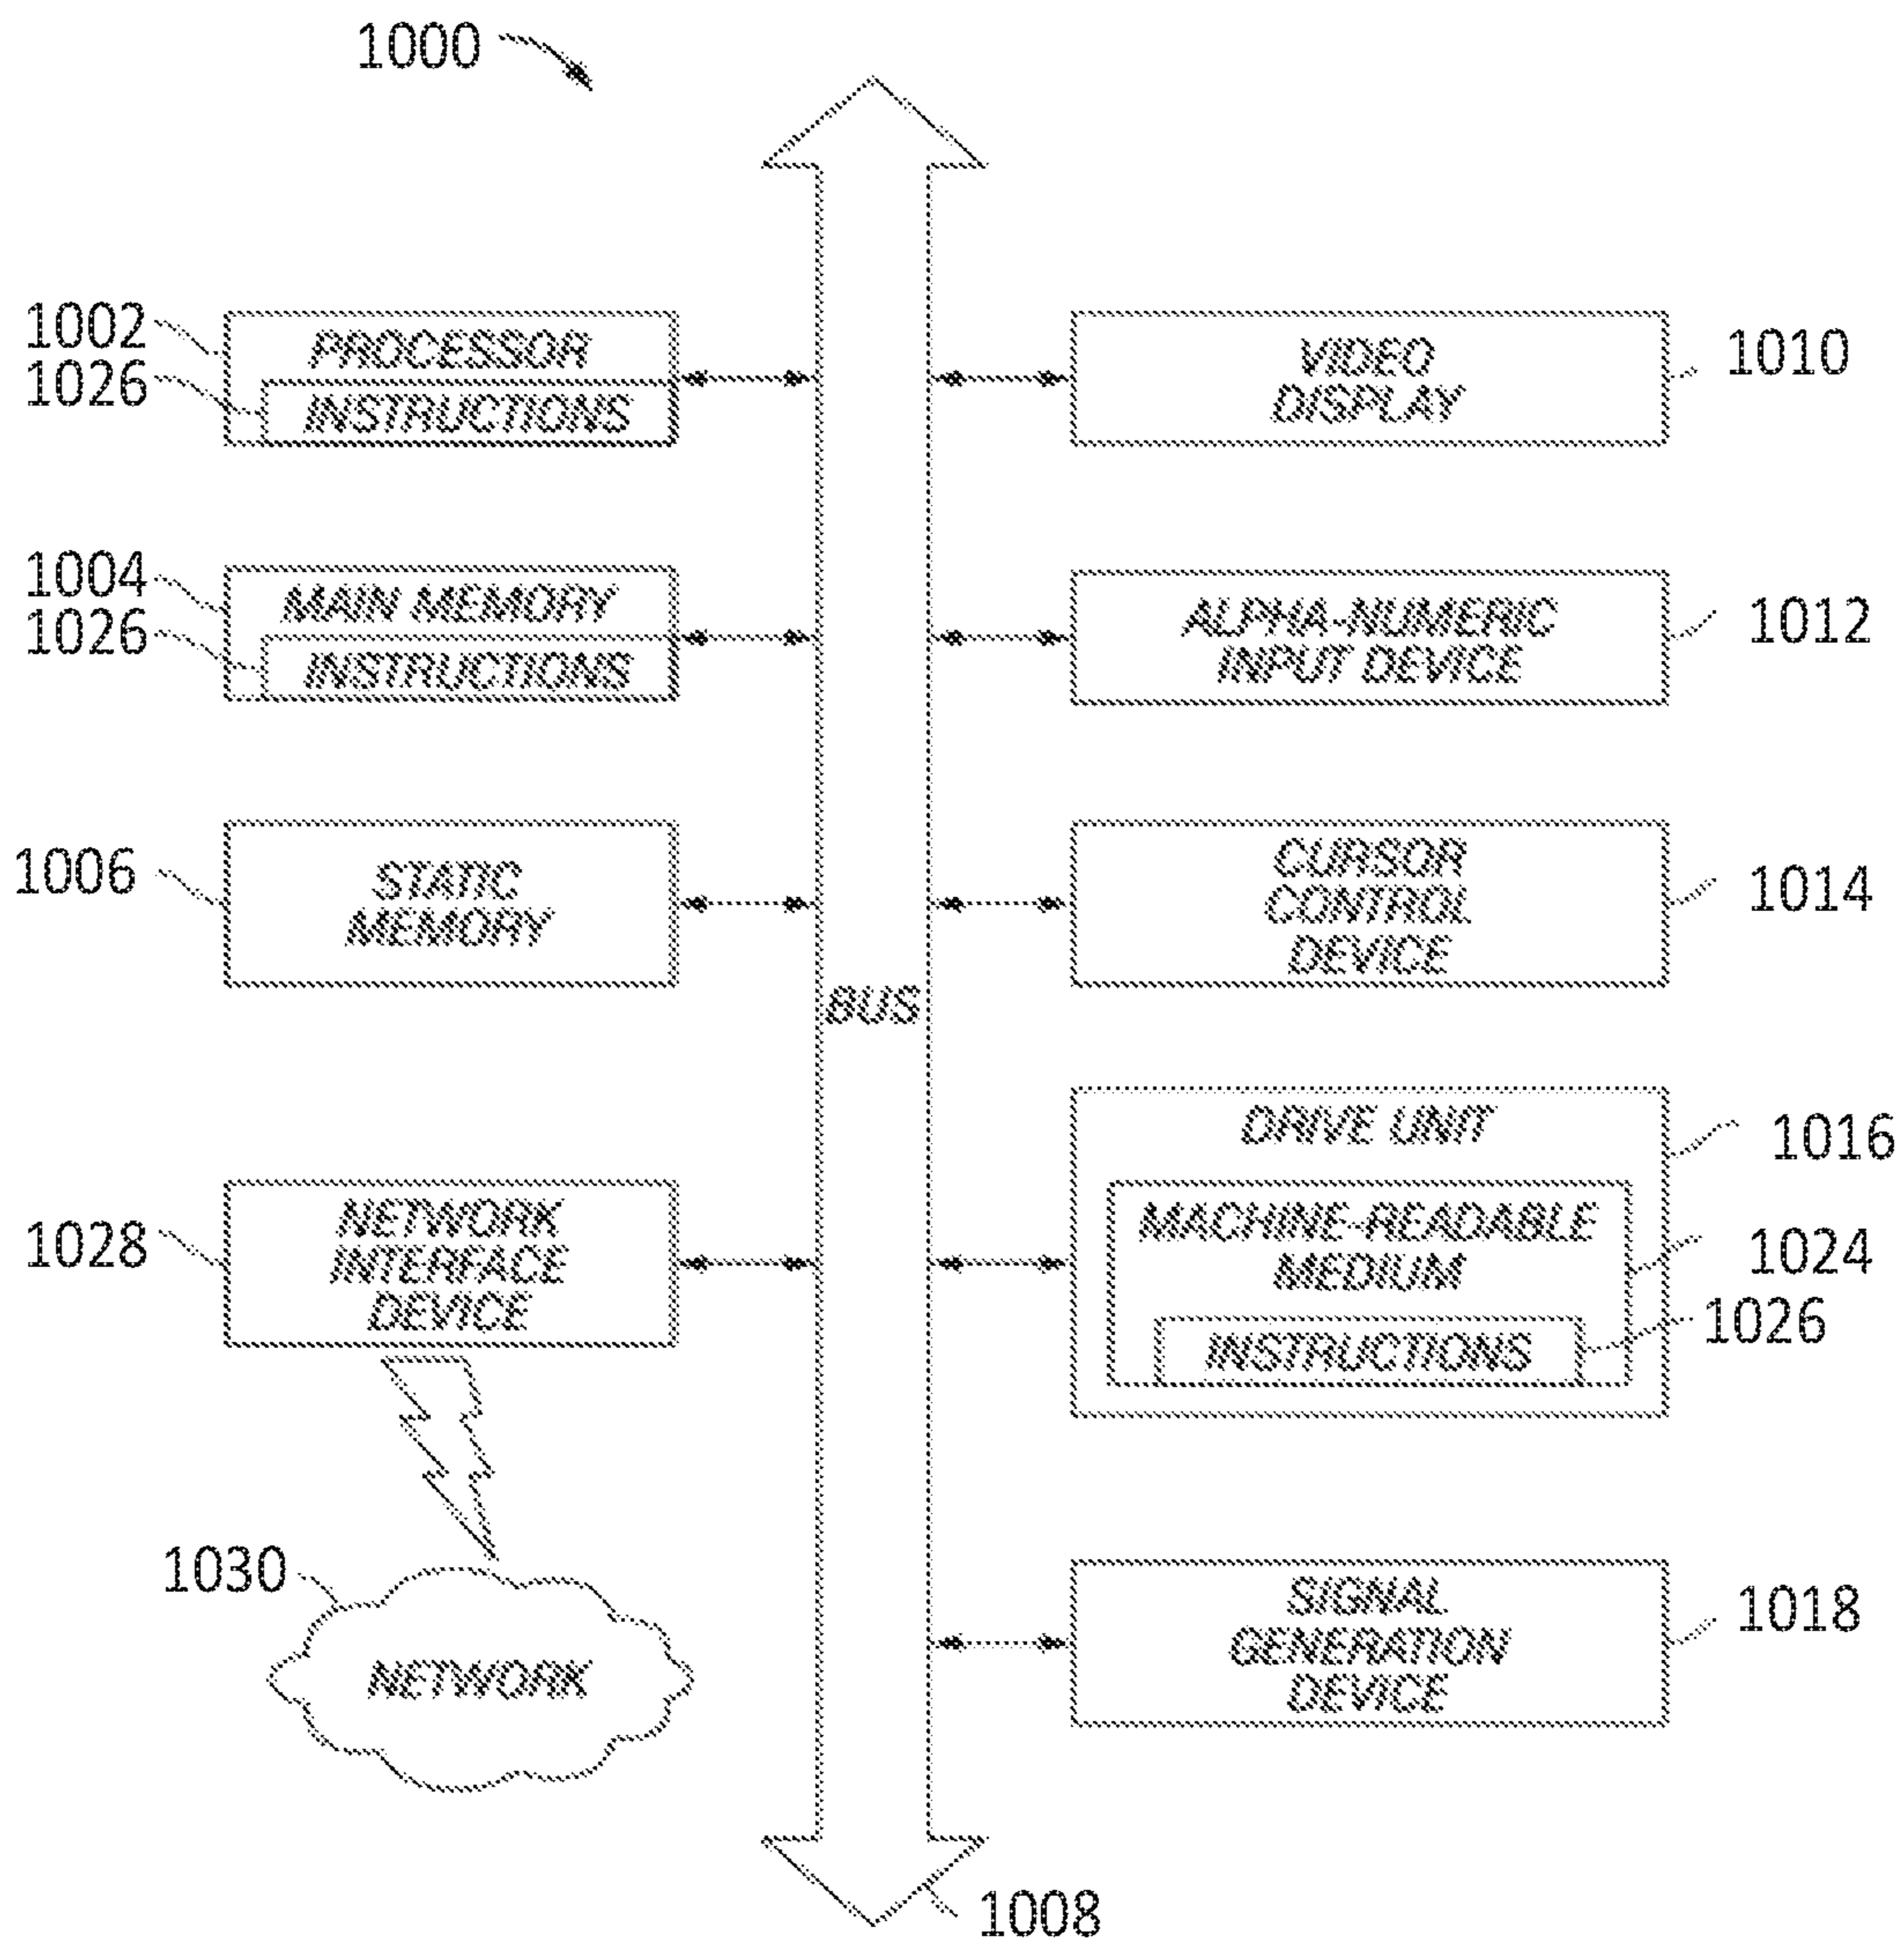 1000
1002
PROCESSOR
1026
INSTRUCTIONS
1004
MAIN MEMORY
1026
INSTRUCTIONS
1006
STATIC
MEMORY
1028
NETWORK
INTERFACE
DEVICE
1030
NETWORK
BUS
1008
VIDEO
DISPLAY
1010
ALPHA-NUMERIC
INPUT DEVICE
1012
CURSOR
CONTROL
DEVICE
1014
DRIVE UNIT
1016
MACHINE-READABLE
MEDIUM
1024
INSTRUCTIONS
1026
SIGNAL
GENERATION
DEVICE
1018